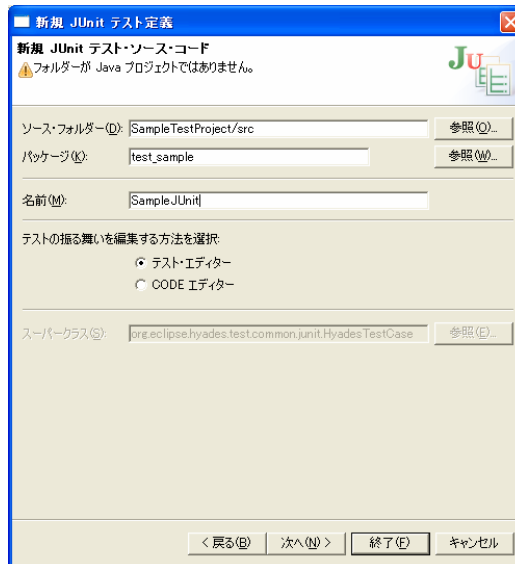 新規 JUnit テスト定義
新規 JUnit テスト・ソース・コード
フォルダーが Java プロジェクトではありません。
JU
ソース・フォルダー(D): SampleTestProject/src 参照(O)...
パッケージ(K): test_sample 参照(W)...
名前(M): SampleJUnit
テストの振る舞いを編集する方法を選択:
テスト・エディター
CODE エディター
スーパークラス(S): org.eclipse.hyades.test.common.junit.HyadesTestCase 参照(E)...
< 戻る(B) 次へ(N) > 終了(F) キャンセル